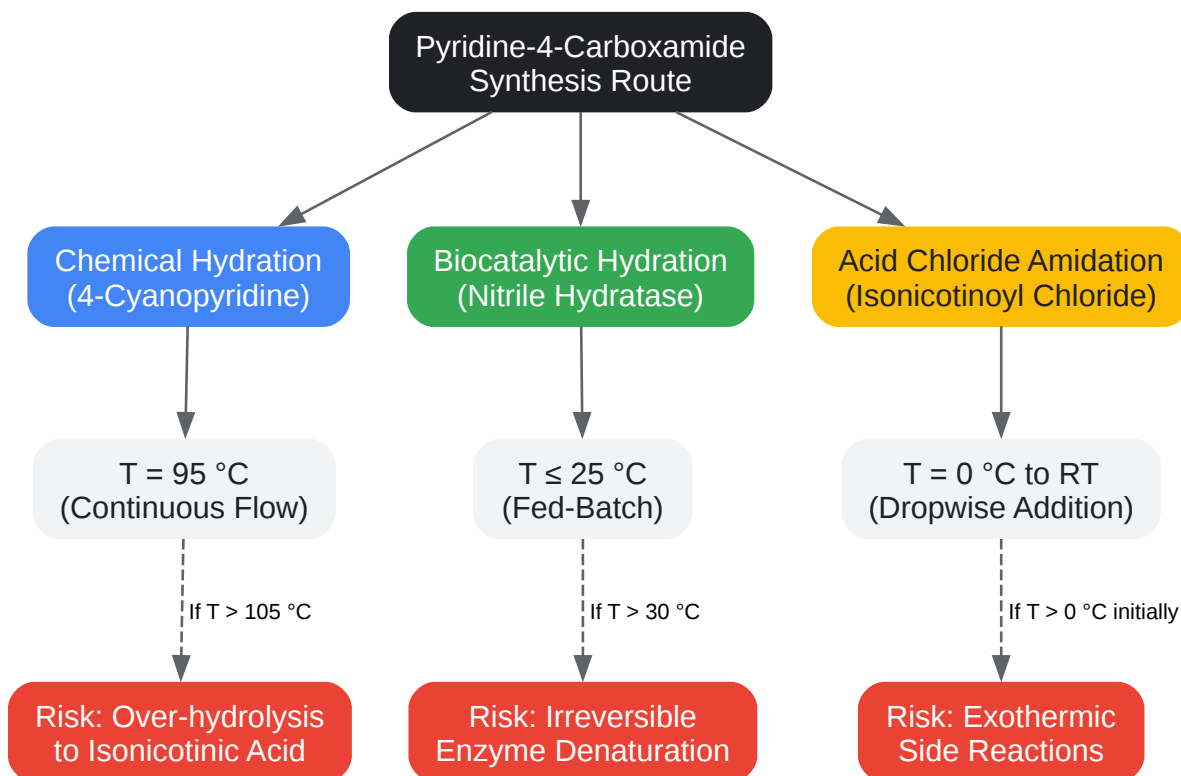 Pyridine-4-Carboxamide
Synthesis Route
Chemical Hydration
(4-Cyanopyridine)
Biocatalytic Hydration
(Nitrile Hydratase)
Acid Chloride Amidation
(Isonicotinoyl Chloride)
T = 95 °C
(Continuous Flow)
T ≤ 25 °C
(Fed-Batch)
T = 0 °C to RT
(Dropwise Addition)
If T > 105 °C
If T > 30 °C
If T > 0 °C initially
Risk: Over-hydrolysis
to Isonicotinic Acid
Risk: Irreversible
Enzyme Denaturation
Risk: Exothermic
Side Reactions